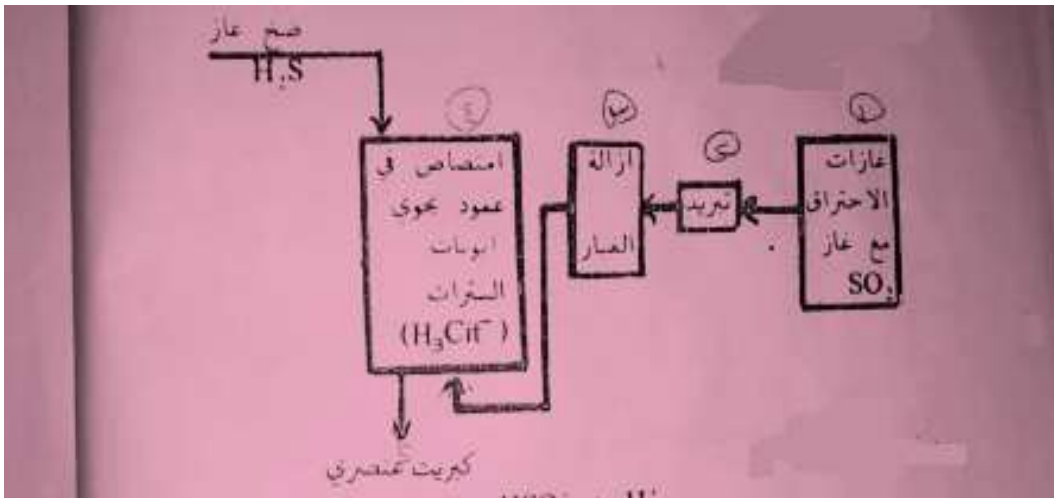 ضخ غاز
H₂S
١
غازات
الاحتراق
مع غاز
SO₂
٢
تبريد
٣
ازالة
الغبار
٤
امتصاص في
عمود يحوي
السترات
(H₃Cit⁻)
كبريت عنصري